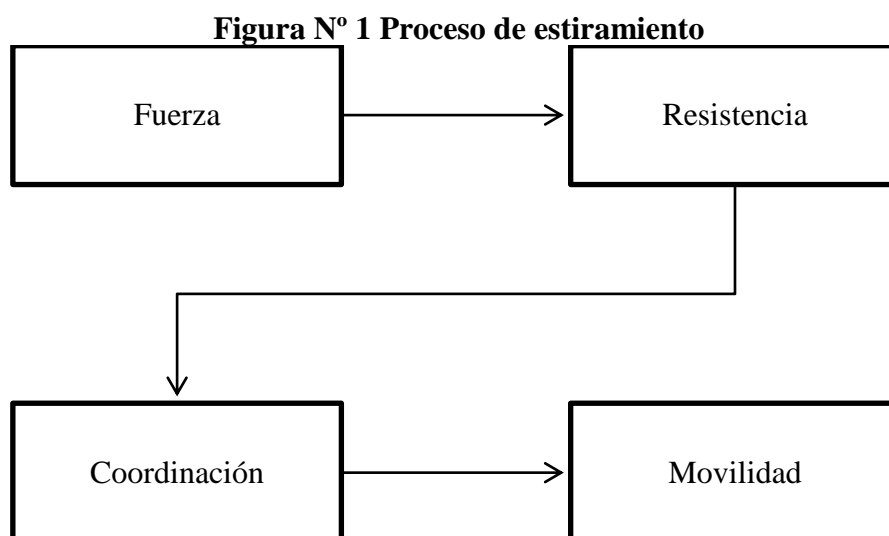 Figura Nº 1 Proceso de estiramiento
Fuerza
Resistencia
Coordinación
Movilidad